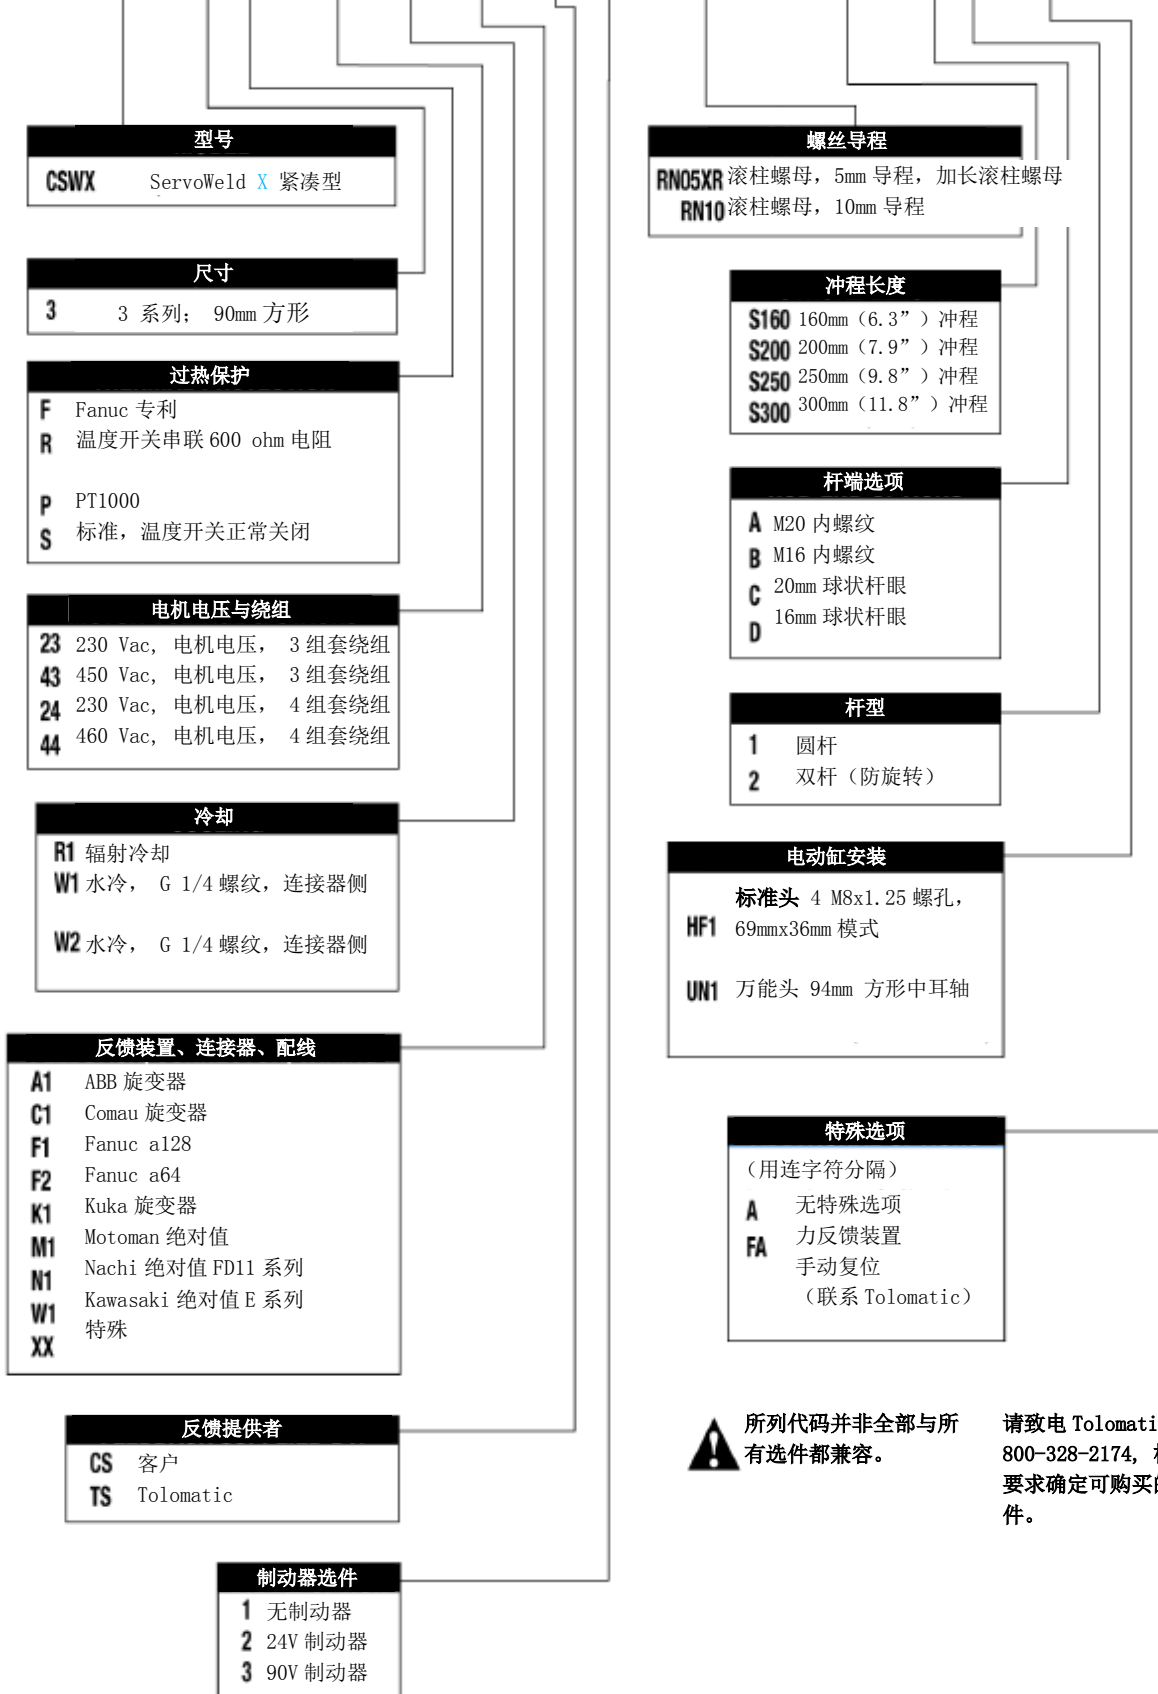 型号
CSWX ServoWeld X 紧凑型
尺寸
3 3 系列； 90mm 方形
过热保护
F Fanuc 专利
R 温度开关串联 600 ohm 电阻
P PT1000
S 标准，温度开关正常关闭
电机电压与绕组
23 230 Vac, 电机电压， 3 组套绕组
43 450 Vac, 电机电压， 3 组套绕组
24 230 Vac, 电机电压， 4 组套绕组
44 460 Vac, 电机电压， 4 组套绕组
冷却
R1 辐射冷却
W1 水冷， G 1/4 螺纹，连接器侧
W2 水冷， G 1/4 螺纹，连接器侧
反馈装置、连接器、配线
A1 ABB 旋变器
C1 Comau 旋变器
F1 Fanuc a128
F2 Fanuc a64
K1 Kuka 旋变器
M1 Motoman 绝对值
N1 Nachi 绝对值 FD11 系列
W1 Kawasaki 绝对值 E 系列
XX 特殊
反馈提供者
CS 客户
TS Tolomatic
制动器选件
1 无制动器
2 24V 制动器
3 90V 制动器
螺丝导程
RN05XR 滚柱螺母，5mm 导程，加长滚柱螺母
RN10 滚柱螺母，10mm 导程
冲程长度
S160 160mm（6.3”）冲程
S200 200mm（7.9”）冲程
S250 250mm（9.8”）冲程
S300 300mm（11.8”）冲程
杆端选项
A M20 内螺纹
B M16 内螺纹
C 20mm 球状杆眼
D 16mm 球状杆眼
杆型
1 圆杆
2 双杆（防旋转）
电动缸安装
标准头 4 M8x1.25 螺孔，
HF1 69mmx36mm 模式
UN1 万能头 94mm 方形中耳轴
特殊选项
（用连字符分隔）
A 无特殊选项
FA 力反馈装置
手动复位
（联系 Tolomatic）
所列代码并非全部与所
有选件都兼容。
请致电 Tolomati
800-328-2174,
要求确定可购买
件。